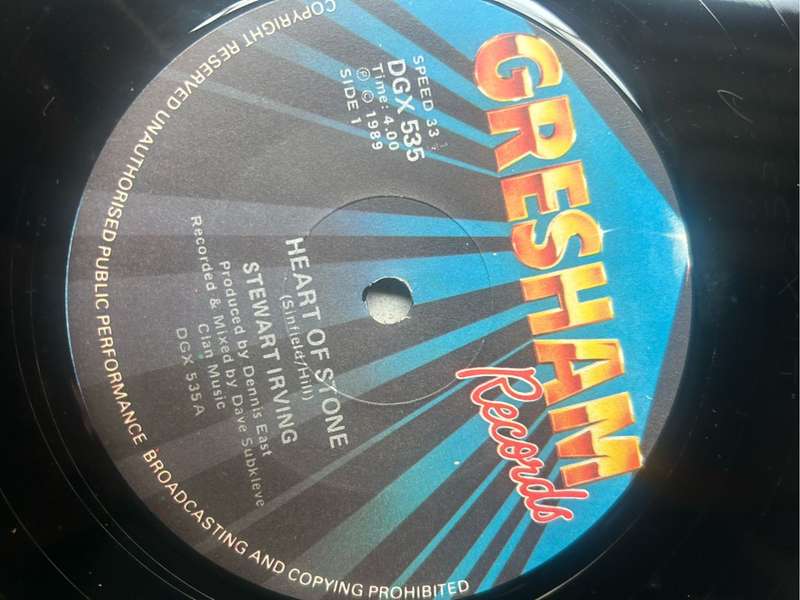 GRESHAM
Records
SPEED 33 1
DGX 535
Time: 4.00
Ⓟ © 1989
SIDE 1
HEART OF STONE
(Sinfield/Hill)
STEWART IRVING
Produced by Dennis East
Recorded & Mixed by Dave Subkleve
Clan Music
DGX 535 A
COPYRIGHT RESERVED UNAUTHORISED PUBLIC PERFORMANCE BROADCASTING AND COPYING PROHIBITED